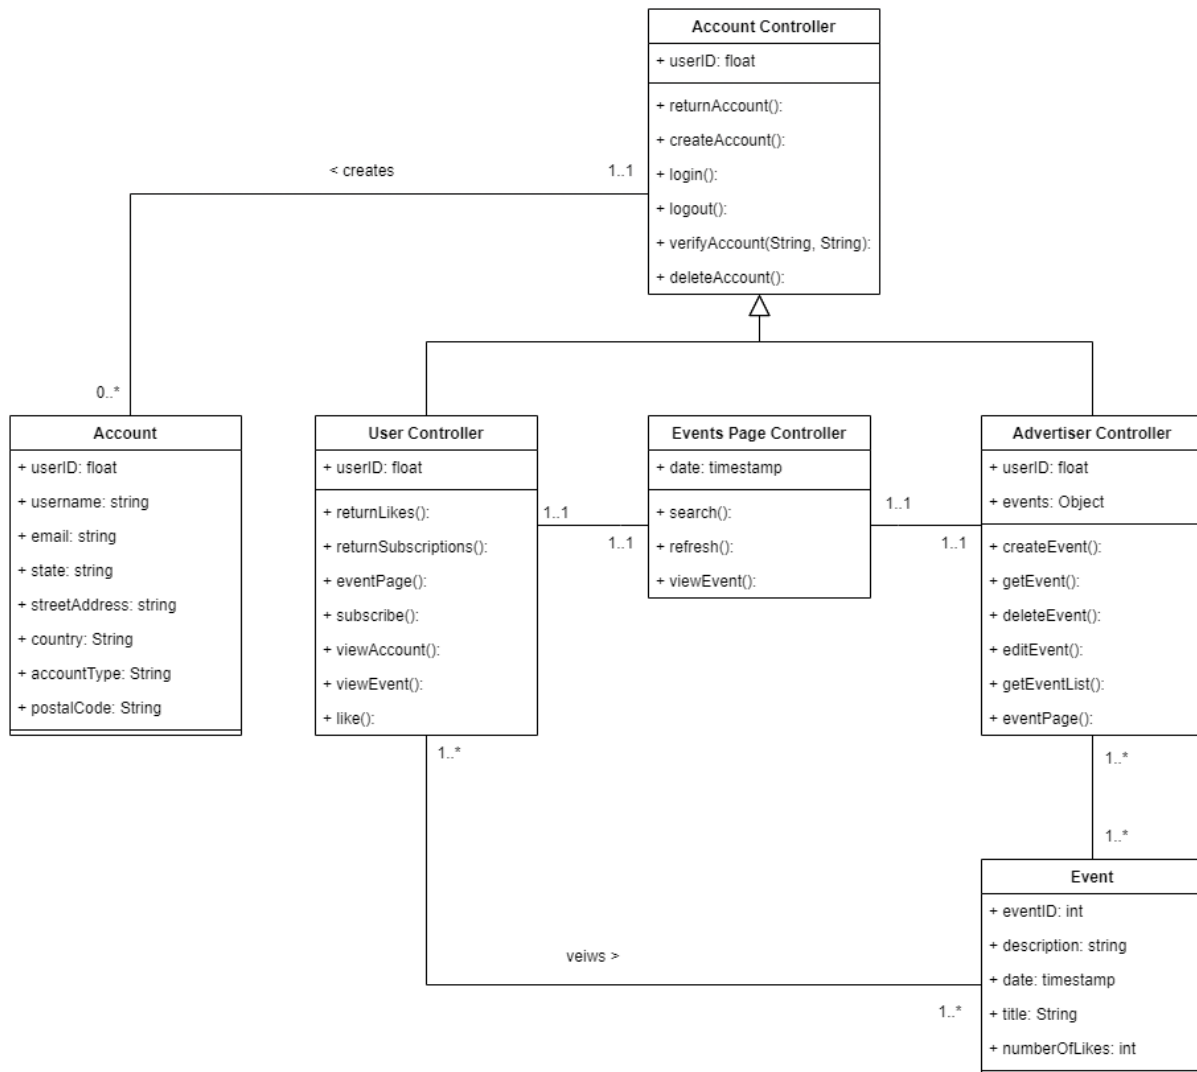 Account Controller
+ userID: float
+ returnAccount():
+ createAccount():
+ login():
+ logout():
+ verifyAccount(String, String):
+ deleteAccount():
< creates
1..1
0..*
Account
+ userID: float
+ username: string
+ email: string
+ state: string
+ streetAddress: string
+ country: String
+ accountType: String
+ postalCode: String
User Controller
+ userID: float
+ returnLikes():
+ returnSubscriptions():
+ eventPage():
+ subscribe():
+ viewAccount():
+ viewEvent():
+ like():
1..1
1..1
Events Page Controller
+ date: timestamp
+ search():
+ refresh():
+ viewEvent():
1..1
1..1
Advertiser Controller
+ userID: float
+ events: Object
+ createEvent():
+ getEvent():
+ deleteEvent():
+ editEvent():
+ getEventList():
+ eventPage():
1..*
1..*
1..*
veiws >
1..*
Event
+ eventID: int
+ description: string
+ date: timestamp
+ title: String
+ numberOfLikes: int